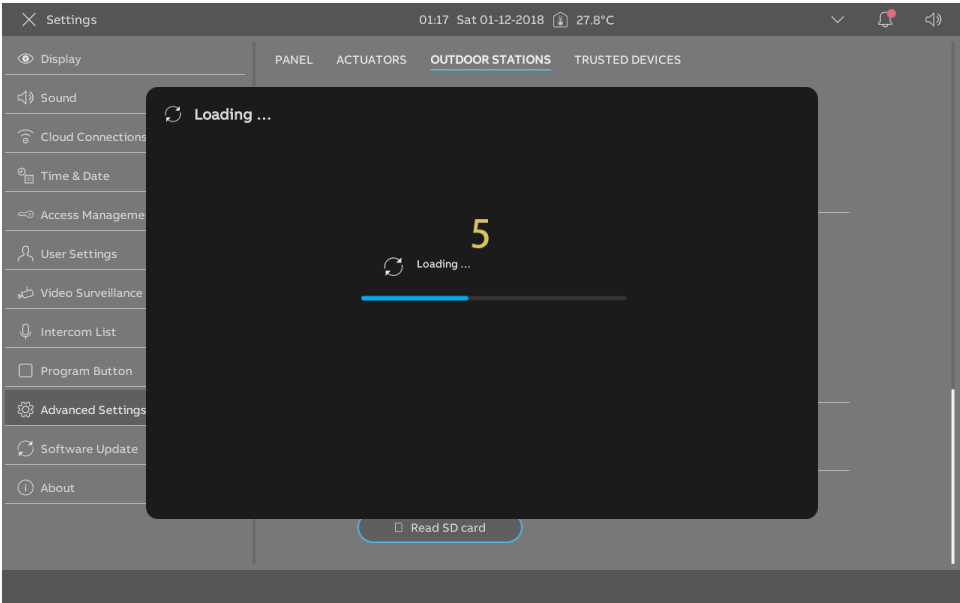 Settings
01:17 Sat 01-12-2018 27.8°C
Display
PANEL ACTUATORS OUTDOOR STATIONS TRUSTED DEVICES
Sound
Loading ...
Cloud Connections
Time & Date
Access Manageme
User Settings
5
Loading ...
Video Surveillance
Intercom List
Program Button
Advanced Settings
Software Update
About
Read SD card